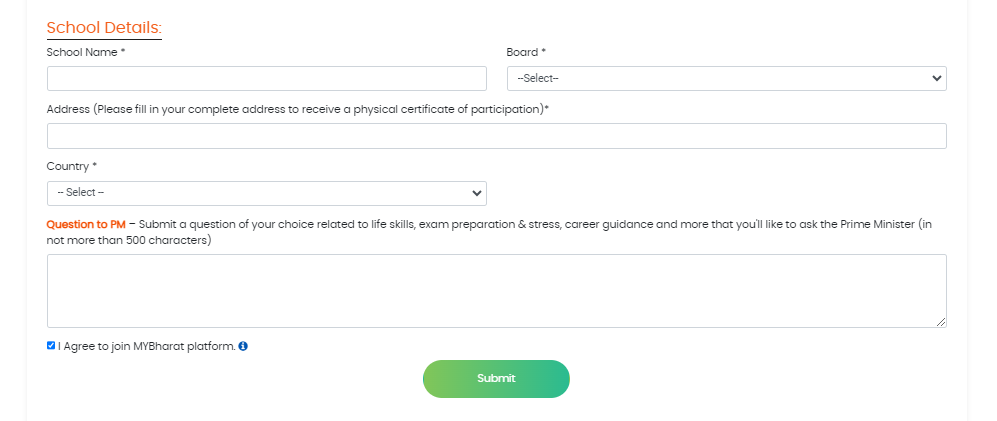 School Details:
School Name *
Board *
--Select--
Address (Please fill in your complete address to receive a physical certificate of participation)*
Country *
-- Select --
Question to PM – Submit a question of your choice related to life skills, exam preparation & stress, career guidance and more that you'll like to ask the Prime Minister (in
not more than 500 characters)
I Agree to join MYBharat platform.
Submit